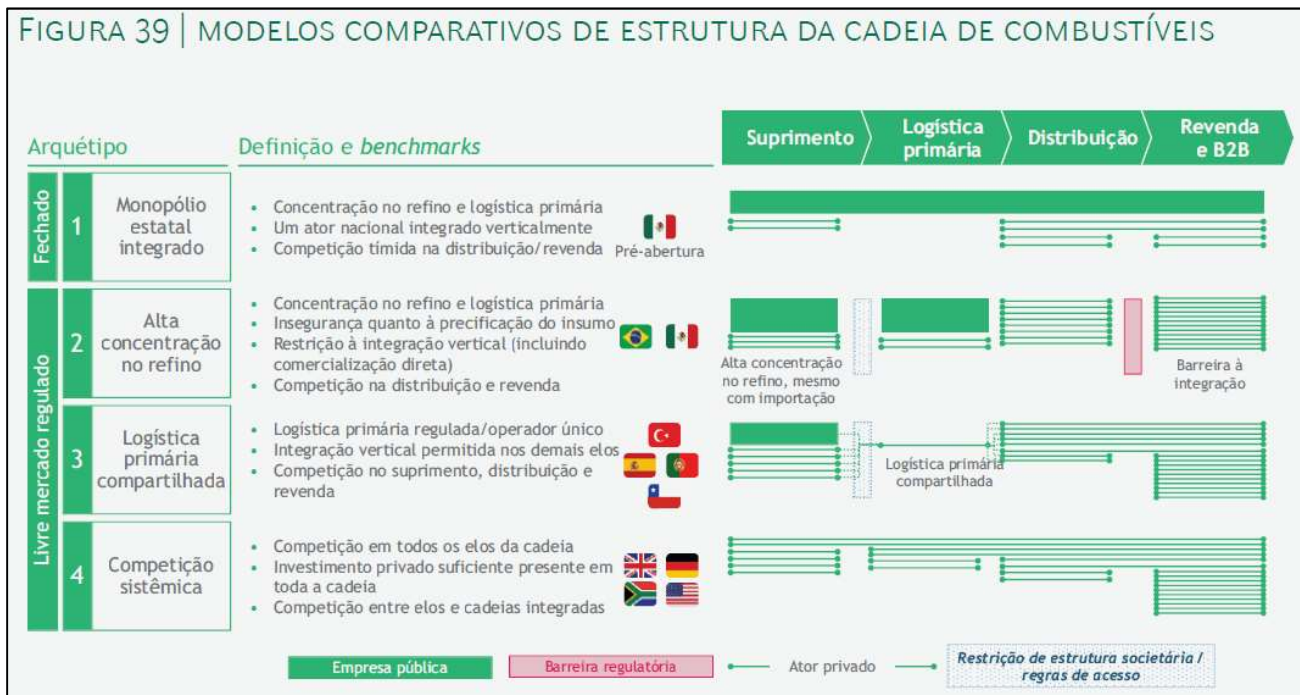 FIGURA 39 | MODELOS COMPARATIVOS DE ESTRUTURA DA CADEIA DE COMBUSTÍVEIS
Arquétipo
Definição e benchmarks
Suprimento
Logística
primária
Distribuição
Revenda
e B2B
Fechado
1
Monopólio
estatal
integrado
• Concentração no refino e logística primária
• Um ator nacional integrado verticalmente
• Competição tímida na distribuição/revenda
Pré-abertura
Livre mercado regulado
2
Alta
concentração
no refino
• Concentração no refino e logística primária
• Insegurança quanto à precificação do insumo
• Restrição à integração vertical (incluindo
comercialização direta)
• Competição na distribuição e revenda
Alta concentração
no refino, mesmo
com importação
Barreira à
integração
3
Logística
primária
compartilhada
• Logística primária regulada/operador único
• Integração vertical permitida nos demais elos
• Competição no suprimento, distribuição e
revenda
Logística primária
compartilhada
4
Competição
sistêmica
• Competição em todos os elos da cadeia
• Investimento privado suficiente presente em
toda a cadeia
• Competição entre elos e cadeias integradas
Empresa pública
Barreira regulatória
Ator privado
Restrição de estrutura societária /
regras de acesso